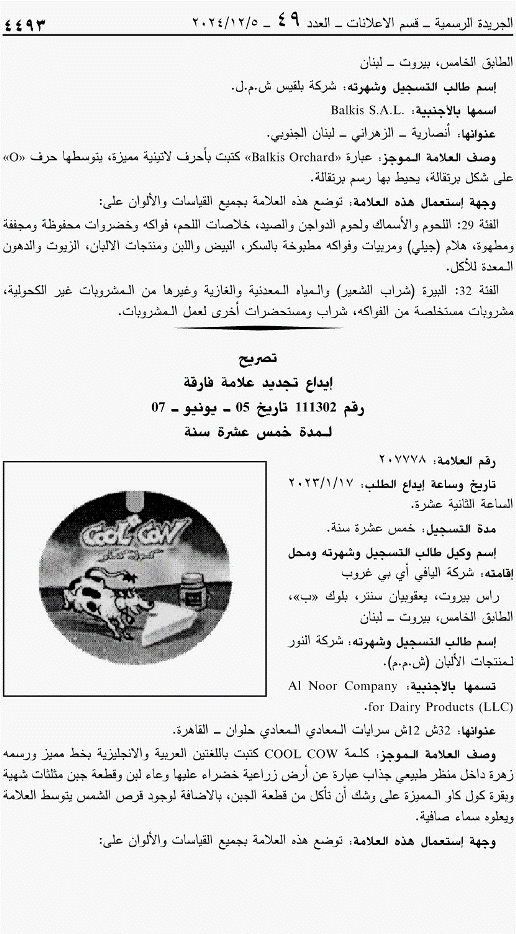 الجريدة الرسمية ــ قسم الاعلانات ــ العدد ٤٩ ــ ٢٠٢٤/١٢/٥
٤٤٩٣
الطابق الخامس، بيروت ــ لبنان
إسم طالب التسجيل وشهرته: شركة بلقيس ش.م.ل.
اسمها بالأجنبية: Balkis S.A.L.
عنوانها: أنصارية ــ الزهراني ــ لبنان الجنوبي.
وصف العلامة الموجز: عبارة «Balkis Orchard» كتبت بأحرف لاتينية مميزة، يتوسطها حرف «O»
على شكل برتقالة، يحيط بها رسم برتقالة.
وجهة إستعمال هذه العلامة: توضع هذه العلامة بجميع القياسات والألوان على:
الفئة 29: اللحوم والأسماك ولحوم الدواجن والصيد، خلاصات اللحم، فواكه وخضروات محفوظة ومجففة
ومطهوة، هلام (جيلي) ومربيات وفواكه مطبوخة بالسكر، البيض واللبن ومنتجات الالبان، الزيوت والدهون
المعدة للأكل.
الفئة 32: البيرة (شراب الشعير) والمياه المعدنية والغازية وغيرها من المشروبات غير الكحولية،
مشروبات مستخلصة من الفواكه، شراب ومستحضرات أخرى لعمل المشروبات.
تصريح
إيداع تجديد علامة فارقة
رقم 111302 تاريخ 05 ــ يونيو ــ 07
لمدة خمس عشرة سنة
رقم العلامة: ٢٠٧٧٧٨
تاريخ وساعة إيداع الطلب: ٢٠٢٣/١/١٧
الساعة الثانية عشرة.
مدة التسجيل: خمس عشرة سنة.
إسم وكيل طالب التسجيل وشهرته ومحل
إقامته: شركة اليافي أي بي غروب
راس بيروت، يعقوبيان سنتر، بلوك «ب»،
الطابق الخامس، بيروت ــ لبنان
إسم طالب التسجيل وشهرته: شركة النور
لمنتجات الألبان (ش.م.م).
تسمها بالأجنبية: Al Noor Company
for Dairy Products (LLC).
COOL COW
عنوانها: 32ش 12ش سرايات المعادي المعادي حلوان ــ القاهرة.
وصف العلامة الموجز: كلمة COOL COW كتبت باللغتين العربية والانجليزية بخط مميز ورسمه
زهرة داخل منظر طبيعي جذاب عبارة عن أرض زراعية خضراء عليها وعاء لبن وقطعة جبن مثلثات شهية
وبقرة كول كاو المميزة على وشك أن تأكل من قطعة الجبن، بالاضافة لوجود قرص الشمس يتوسط العلامة
ويعلوه سماء صافية.
وجهة إستعمال هذه العلامة: توضع هذه العلامة بجميع القياسات والألوان على: